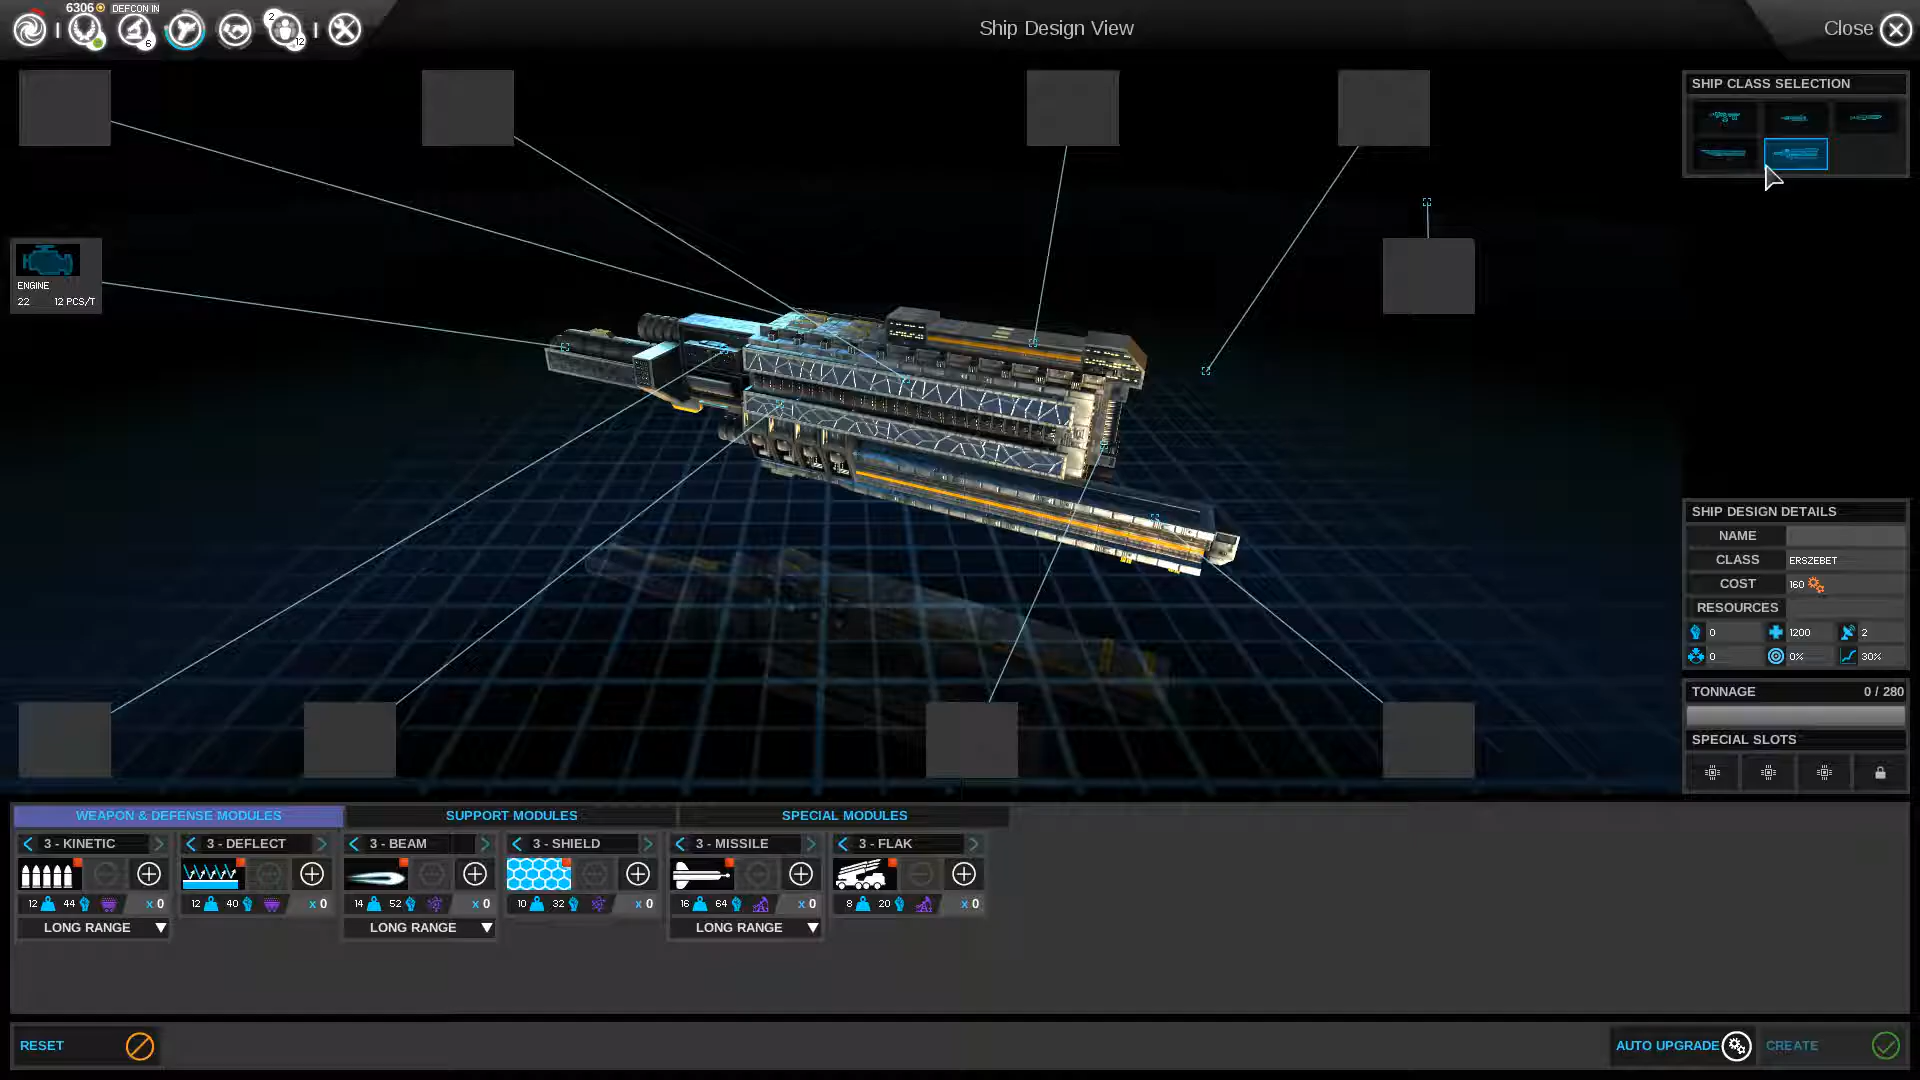 6306 DEFCON IN
2
6
12
Ship Design View
Close
SHIP CLASS SELECTION
ENGINE
22 12 PCS/T
SHIP DESIGN DETAILS
NAME
CLASS ERSZEBET
COST 160
RESOURCES
0 1200 2
0 0% 30%
TONNAGE 0 / 280
SPECIAL SLOTS
WEAPON & DEFENSE MODULES SUPPORT MODULES SPECIAL MODULES
3 - KINETIC 3 - DEFLECT 3 - BEAM 3 - SHIELD 3 - MISSILE 3 - FLAK
12 44 x 0 12 40 x 0 14 52 x 0 10 32 x 0 16 64 x 0 8 20 x 0
LONG RANGE LONG RANGE LONG RANGE
RESET AUTO UPGRADE CREATE